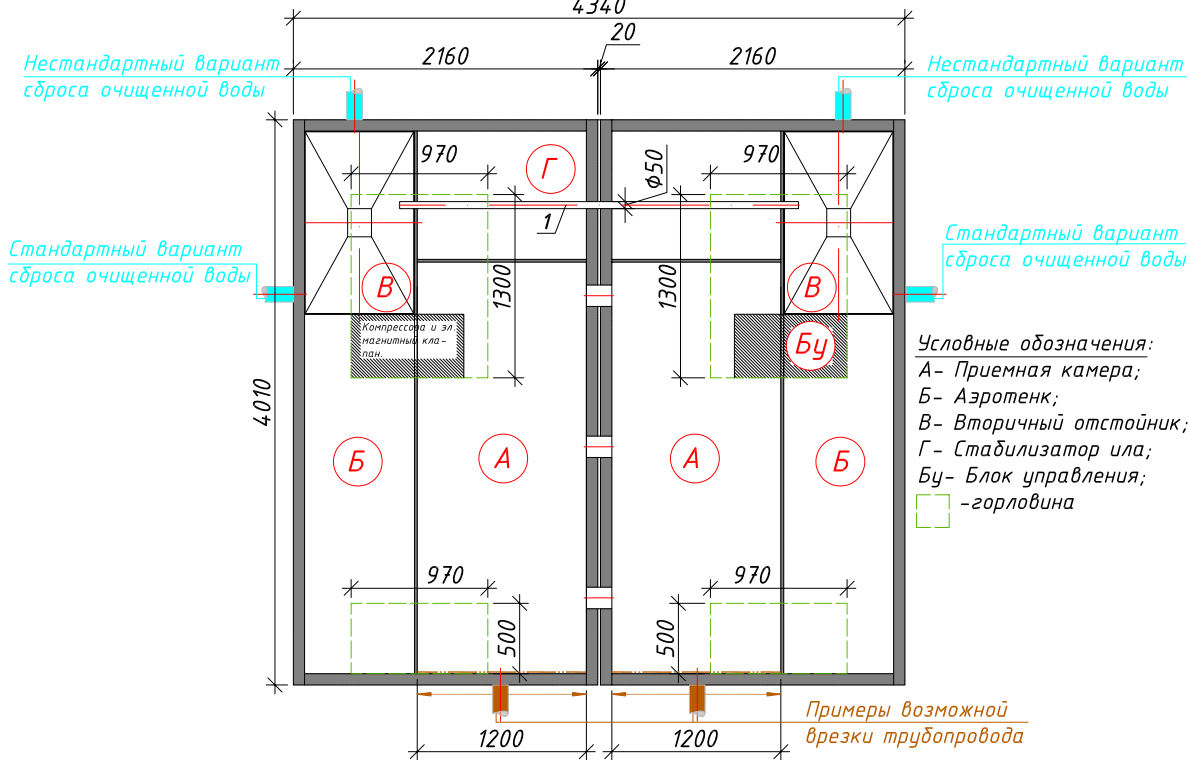 4340
20
2160
2160
Нестандартный вариант
сброса очищенной воды
Нестандартный вариант
сброса очищенной воды
970
Г
ϕ50
970
1
Стандартный вариант
сброса очищенной воды
Стандартный вариант
сброса очищенной воды
В
1300
1300
В
Компрессора и эл.
магнитный кла-
пан.
Бу
Условные обозначения:
А- Приемная камера;
Б- Аэротенк;
В- Вторичный отстойник;
Г- Стабилизатор ила;
Бу- Блок управления;
-горловина
4010
Б
А
А
Б
970
970
500
500
Примеры возможной
врезки трубопровода
1200
1200